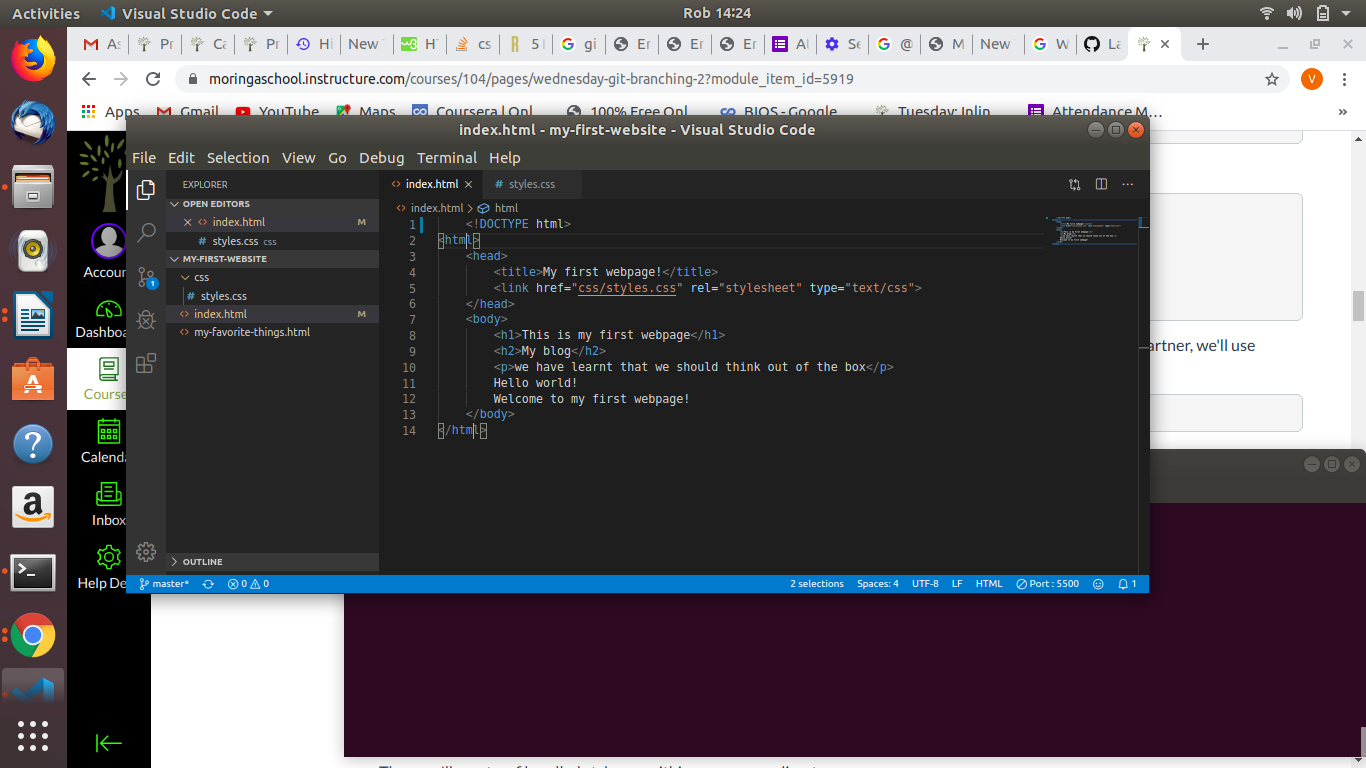 Activities
Visual Studio Code
Rob 14:24
As
Pr
Ca
Pr
Hi
New
H
cs
5 l
gi
Er
Er
Er
Al
Se
@
M
New
W
La
moringaschool.instructure.com/courses/104/pages/wednesday-git-branching-2?module_item_id=5919
V
Apps
Gmail
YouTube
Maps
Coursera | Onl
100% Free Onl
BIOS - Google
Tuesday: Inlin
Attendance M…
index.html - my-first-website - Visual Studio Code
File Edit Selection View Go Debug Terminal Help
EXPLORER
index.html
styles.css
OPEN EDITORS
index.html M
styles.css css
MY-FIRST-WEBSITE
css
styles.css
index.html M
my-favorite-things.html
OUTLINE
1
index.html > html
1 <!DOCTYPE html>
2 <html>
3 <head>
4 <title>My first webpage!</title>
5 <link href="css/styles.css" rel="stylesheet" type="text/css">
6 </head>
7 <body>
8 <h1>This is my first webpage</h1>
9 <h2>My blog</h2>
10 <p>we have learnt that we should think out of the box</p>
11 Hello world!
12 Welcome to my first webpage!
13 </body>
14 </html>
master*
0
0
2 selections
Spaces: 4
UTF-8
LF
HTML
Port : 5500
1
Accoun
Dashboa
Course
Calenda
Inbox
Help De
artner, we'll use